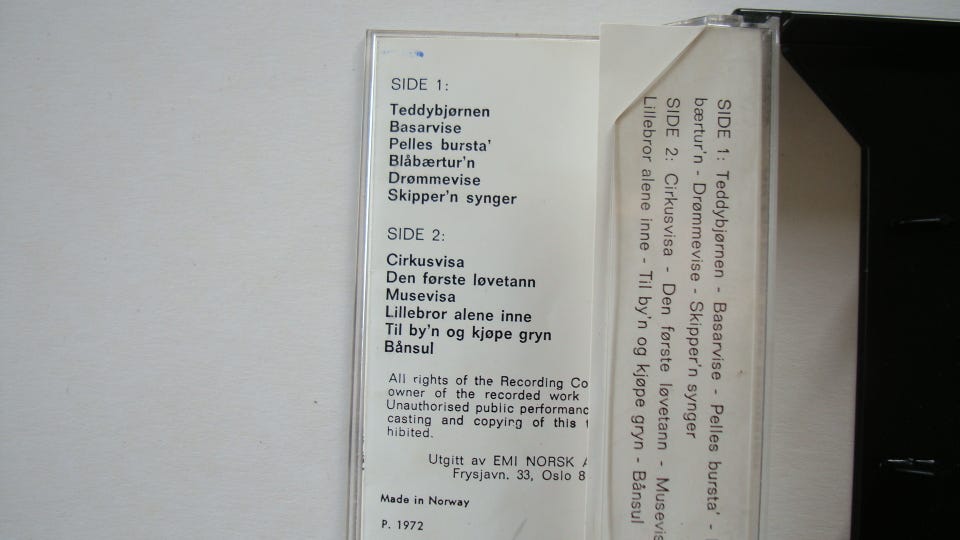 SIDE 1:
Teddybjørnen
Basarvise
Pelles bursta'
Blåbærtur'n
Drømmevise
Skipper'n synger
SIDE 2:
Cirkusvisa
Den første løvetann
Musevisa
Lillebror alene inne
Til by'n og kjøpe gryn
Bånsul
All rights of the Recording Co
owner of the recorded work
Unauthorised public performanc
casting and copying of this t
hibited.
Utgitt av EMI NORSK A
Frysjavn. 33, Oslo 8
Made in Norway
P. 1972
SIDE 1: Teddybjørnen - Basarvise - Pelles bursta' -
bærtur'n - Drømmevise - Skipper'n synger
SIDE 2: Cirkusvisa - Den første løvetann - Musevis
Lillebror alene inne - Til by'n og kjøpe gryn - Bånsul